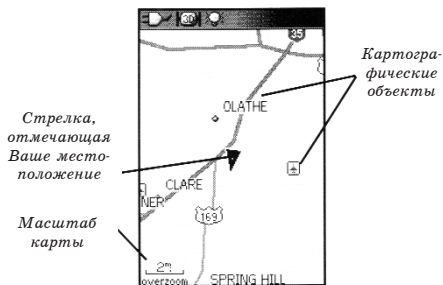 3D
35
Картогра-
фические
объекты
OLATHE
Стрелка,
отмечающая
Ваше место-
положение
CLARE
NER
169
Масштаб
карты
2m
overzoom
SPRING HILL